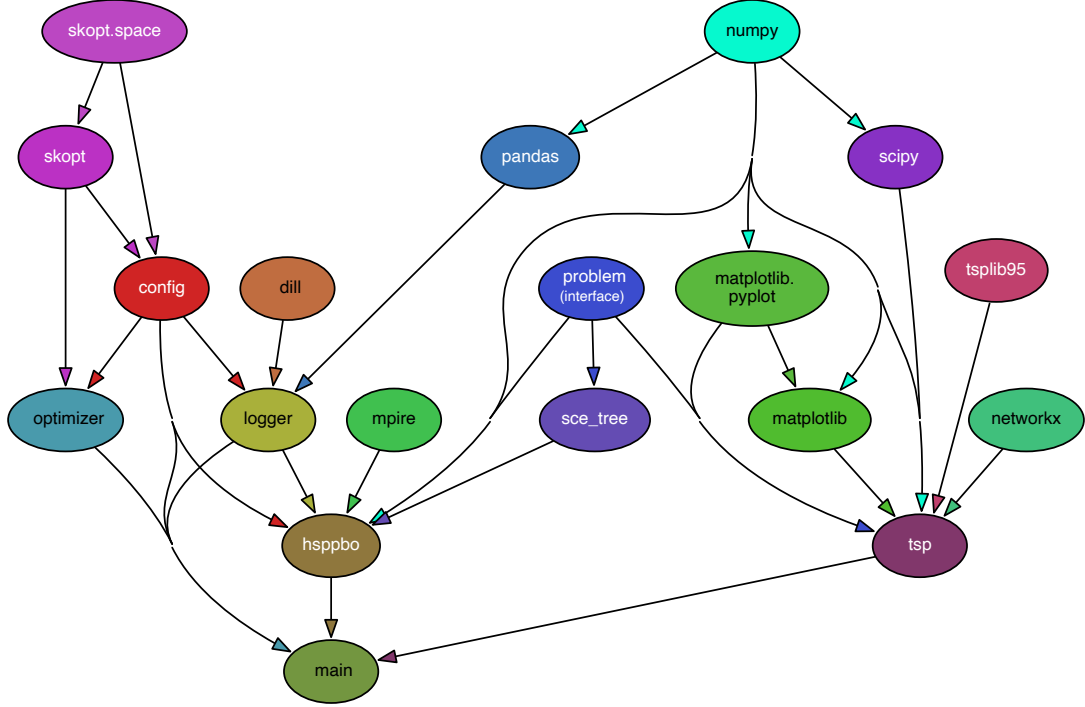 skopt.space
numpy
skopt
pandas
scipy
config
dill
problem
(interface)
matplotlib.
pyplot
tsplib95
optimizer
logger
mpire
sce_tree
matplotlib
networkx
hsppbo
tsp
main